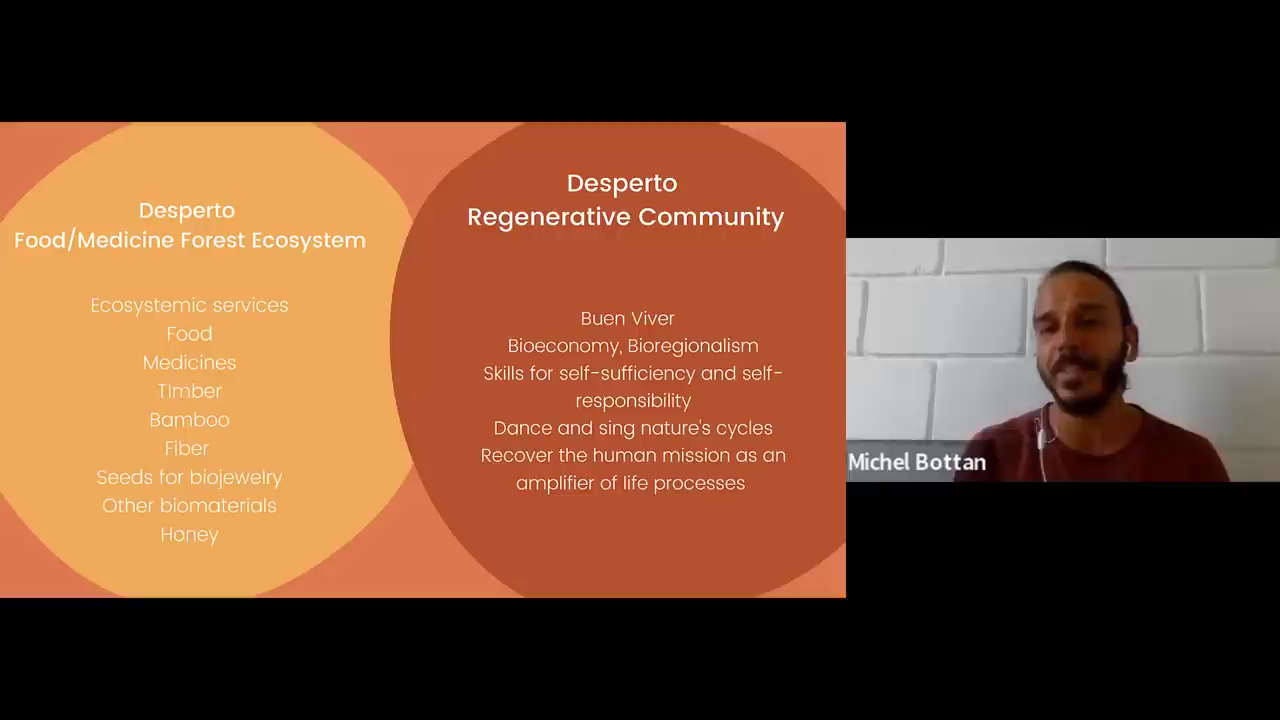 Desperto
Food/Medicine Forest Ecosystem
Ecosystemic services
Food
Medicines
TImber
Bamboo
Fiber
Seeds for biojewelry
Other biomaterials
Honey
Desperto
Regenerative Community
Buen Viver
Bioeconomy, Bioregionalism
Skills for self-sufficiency and self-
responsibility
Dance and sing nature's cycles
Recover the human mission as an
amplifier of life processes
Michel Bottan